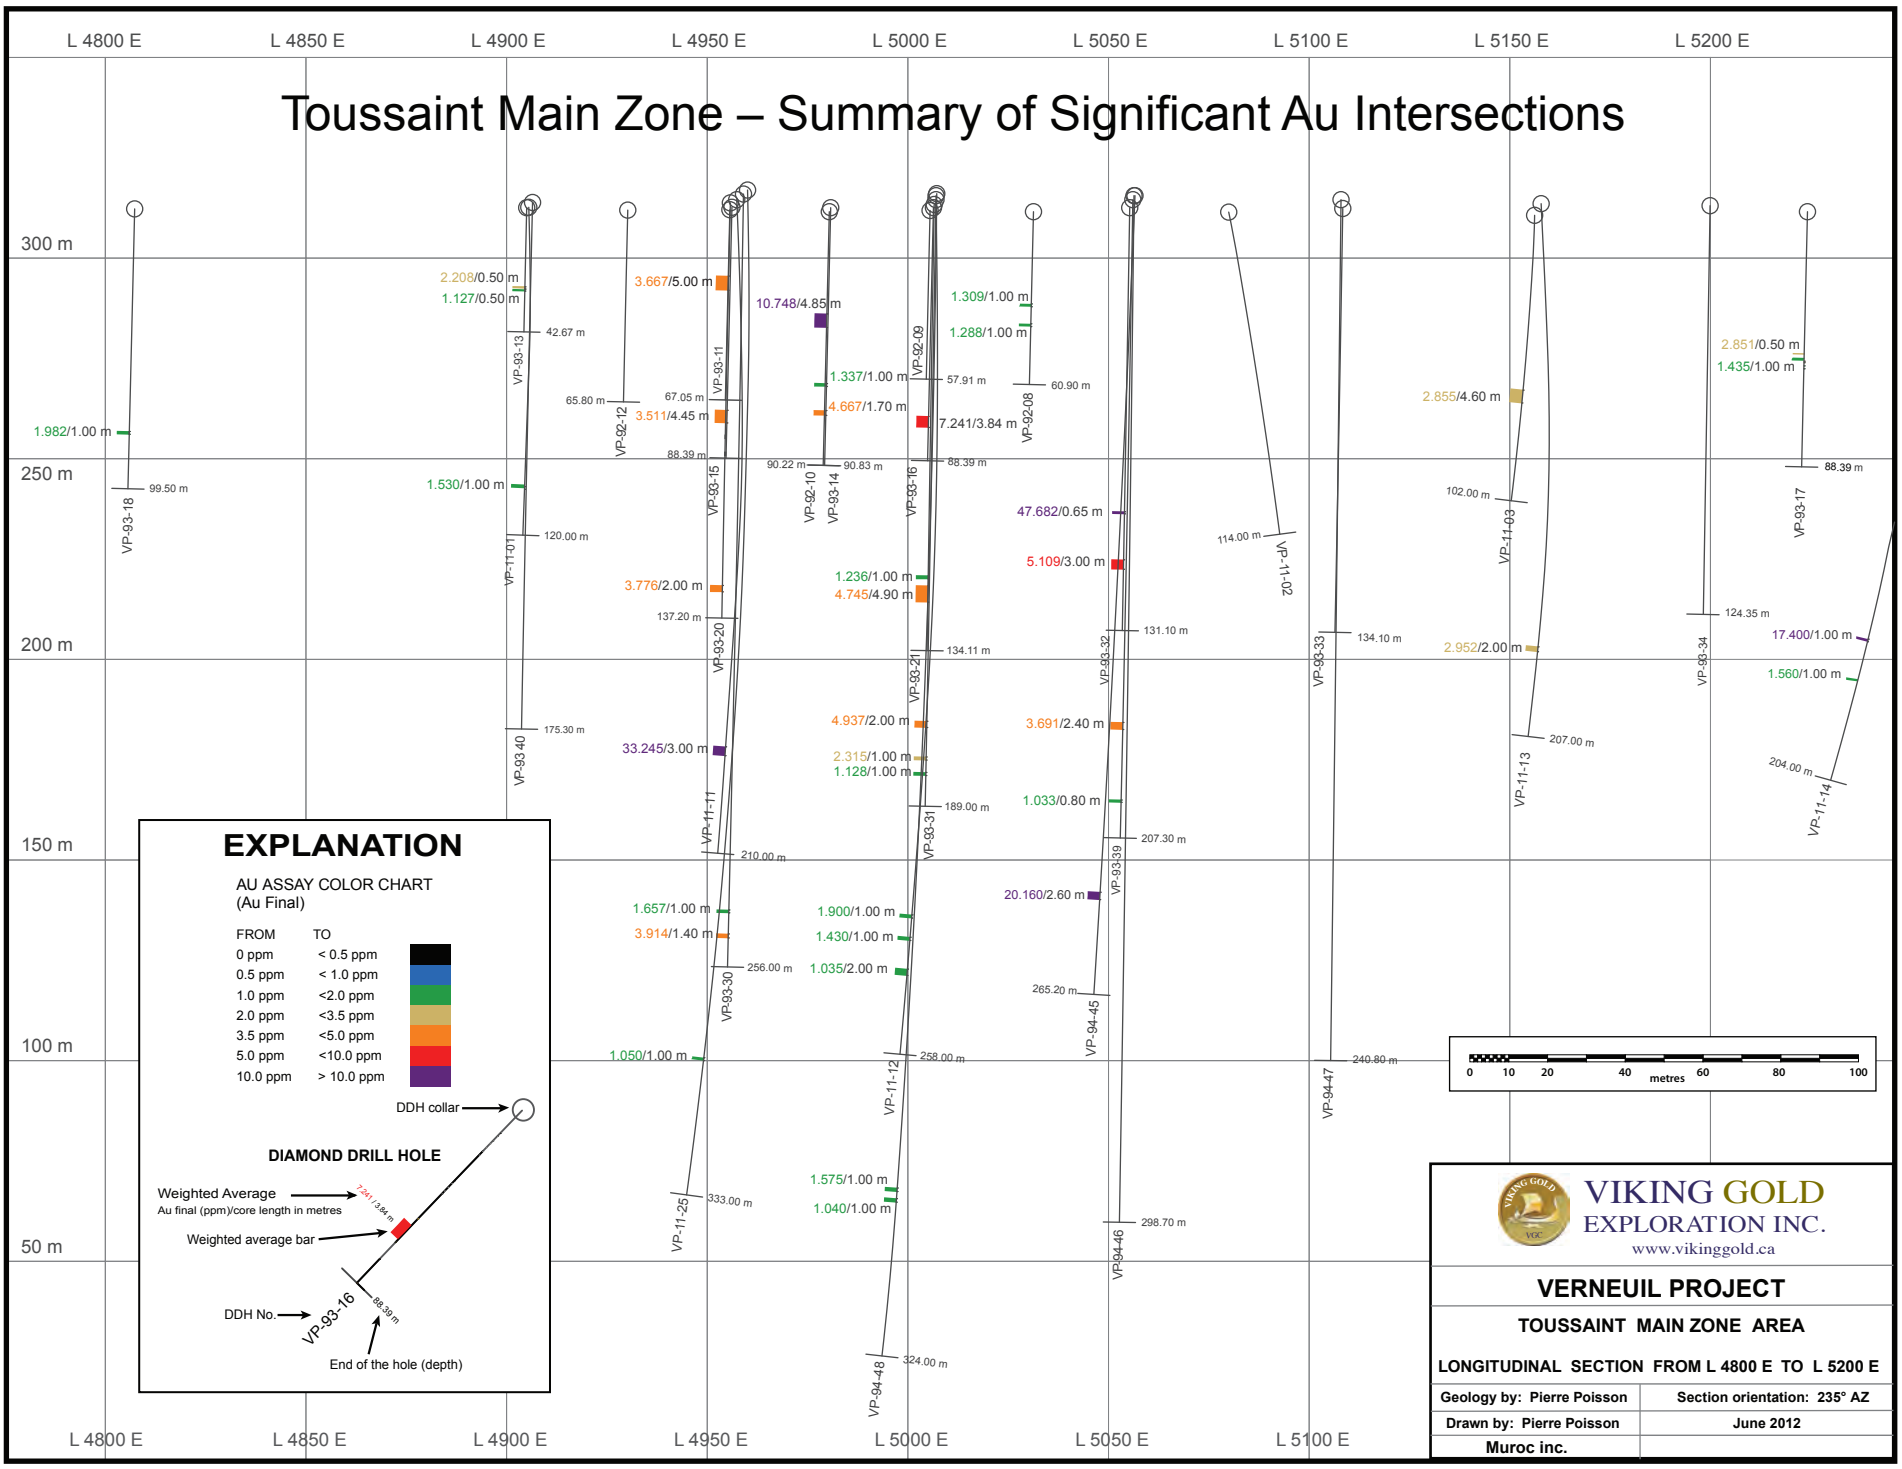 L 4800 E L 4850 E L 4900 E L 4950 E L 5000 E L 5050 E L 5100 E L 5150 E L 5200 E
Toussaint Main Zone – Summary of Significant Au Intersections
300 m
250 m
200 m
150 m
100 m
50 m
1.982/1.00 m
99.50 m
VP-93-18
2.208/0.50 m
1.127/0.50 m
42.67 m
VP-93-13
1.530/1.00 m
120.00 m
VP-11-01
175.30 m
VP-93 40
65.80 m
VP-92-12
3.667/5.00 m
VP-93-11
67.05 m
3.511/4.45 m
88.39 m
VP-93-15
3.776/2.00 m
137.20 m
VP-93-20
33.245/3.00 m
VP-11-11
210.00 m
1.657/1.00 m
3.914/1.40 m
256.00 m
VP-93-30
1.050/1.00 m
333.00 m
VP-11-25
10.748/4.85 m
1.337/1.00 m
4.667/1.70 m
90.22 m
90.83 m
VP-92-10
VP-93-14
VP-92-09
57.91 m
7.241/3.84 m
88.39 m
VP-93-16
1.236/1.00 m
4.745/4.90 m
134.11 m
VP-93-21
4.937/2.00 m
2.315/1.00 m
1.128/1.00 m
189.00 m
VP-93-31
1.900/1.00 m
1.430/1.00 m
1.035/2.00 m
258.00 m
VP-11-12
1.575/1.00 m
1.040/1.00 m
324.00 m
VP-94-48
1.309/1.00 m
1.288/1.00 m
60.90 m
VP-92-08
47.682/0.65 m
5.109/3.00 m
131.10 m
VP-93-32
3.691/2.40 m
1.033/0.80 m
207.30 m
VP-93-39
20.160/2.60 m
265.20 m
VP-94-45
298.70 m
VP-94-46
114.00 m
VP-11-02
134.10 m
VP-93-33
240.80 m
VP-94-47
2.855/4.60 m
102.00 m
VP-11-03
2.952/2.00 m
207.00 m
VP-11-13
124.35 m
VP-93-34
2.851/0.50 m
1.435/1.00 m
88.39 m
VP-93-17
17.400/1.00 m
1.560/1.00 m
204.00 m
VP-11-14
EXPLANATION
AU ASSAY COLOR CHART
(Au Final)
FROM TO
0 ppm < 0.5 ppm
0.5 ppm < 1.0 ppm
1.0 ppm <2.0 ppm
2.0 ppm <3.5 ppm
3.5 ppm <5.0 ppm
5.0 ppm <10.0 ppm
10.0 ppm > 10.0 ppm
DDH collar
DIAMOND DRILL HOLE
Weighted Average
Au final (ppm)/core length in metres
7.241 / 3.84 m
Weighted average bar
DDH No.
VP-93-16
88.39 m
End of the hole (depth)
0 10 20 40 60 80 100
metres
VIKING GOLD
VGC
VIKING GOLD
EXPLORATION INC.
www.vikinggold.ca
VERNEUIL PROJECT
TOUSSAINT MAIN ZONE AREA
LONGITUDINAL SECTION FROM L 4800 E TO L 5200 E
Geology by: Pierre Poisson Section orientation: 235° AZ
Drawn by: Pierre Poisson June 2012
Muroc inc.
L 4800 E L 4850 E L 4900 E L 4950 E L 5000 E L 5050 E L 5100 E